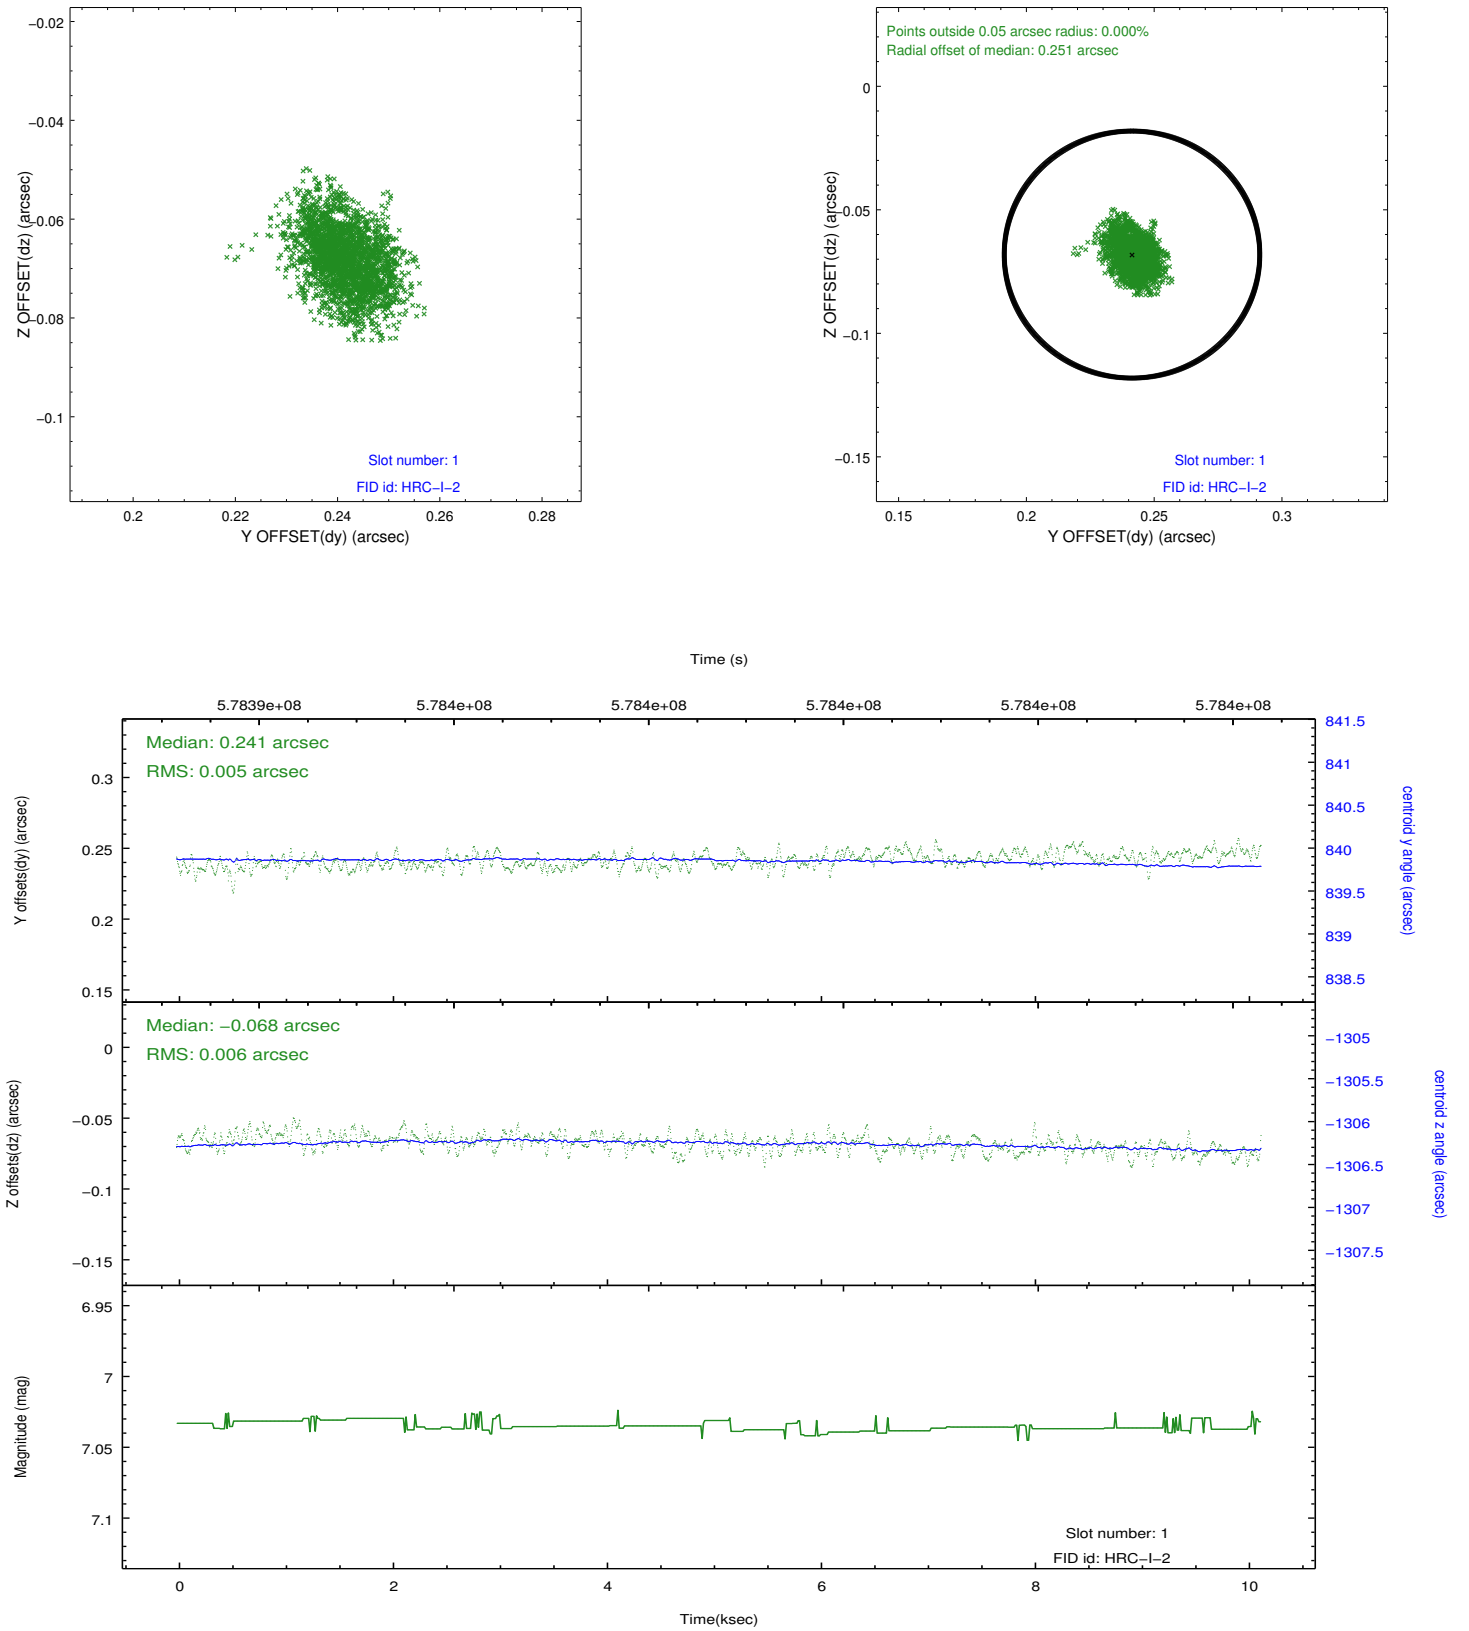 −0.02
−0.04
−0.06
−0.08
−0.1
Z OFFSET(dz) (arcsec)
Slot number: 1
FID id: HRC−I−2
0.2 0.22 0.24 0.26 0.28
Y OFFSET(dy) (arcsec)
Points outside 0.05 arcsec radius: 0.000%
Radial offset of median: 0.251 arcsec
0
−0.05
−0.1
−0.15
Z OFFSET(dz) (arcsec)
Slot number: 1
FID id: HRC−I−2
0.15 0.2 0.25 0.3
Y OFFSET(dy) (arcsec)
Time (s)
5.7839e+08 5.784e+08 5.784e+08 5.784e+08 5.784e+08 5.784e+08
Median: 0.241 arcsec
RMS: 0.005 arcsec
0.3
0.25
0.2
0.15
Y offsets(dy) (arcsec)
841.5
841
840.5
840
839.5
839
838.5
centroid y angle (arcsec)
Median: −0.068 arcsec
RMS: 0.006 arcsec
0
−0.05
−0.1
−0.15
Z offsets(dz) (arcsec)
−1305
−1305.5
−1306
−1306.5
−1307
−1307.5
centroid z angle (arcsec)
6.95
7
7.05
7.1
Magnitude (mag)
Slot number: 1
FID id: HRC−I−2
0 2 4 6 8 10
Time(ksec)